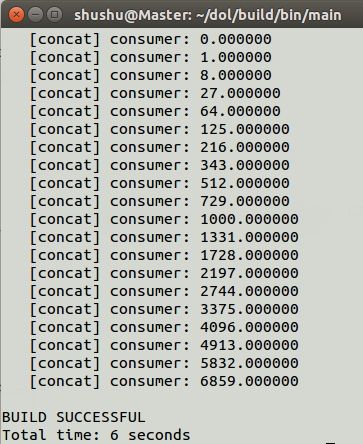 shushu@Master: ~/dol/build/bin/main
[concat] consumer: 0.000000
[concat] consumer: 1.000000
[concat] consumer: 8.000000
[concat] consumer: 27.000000
[concat] consumer: 64.000000
[concat] consumer: 125.000000
[concat] consumer: 216.000000
[concat] consumer: 343.000000
[concat] consumer: 512.000000
[concat] consumer: 729.000000
[concat] consumer: 1000.000000
[concat] consumer: 1331.000000
[concat] consumer: 1728.000000
[concat] consumer: 2197.000000
[concat] consumer: 2744.000000
[concat] consumer: 3375.000000
[concat] consumer: 4096.000000
[concat] consumer: 4913.000000
[concat] consumer: 5832.000000
[concat] consumer: 6859.000000
BUILD SUCCESSFUL
Total time: 6 seconds